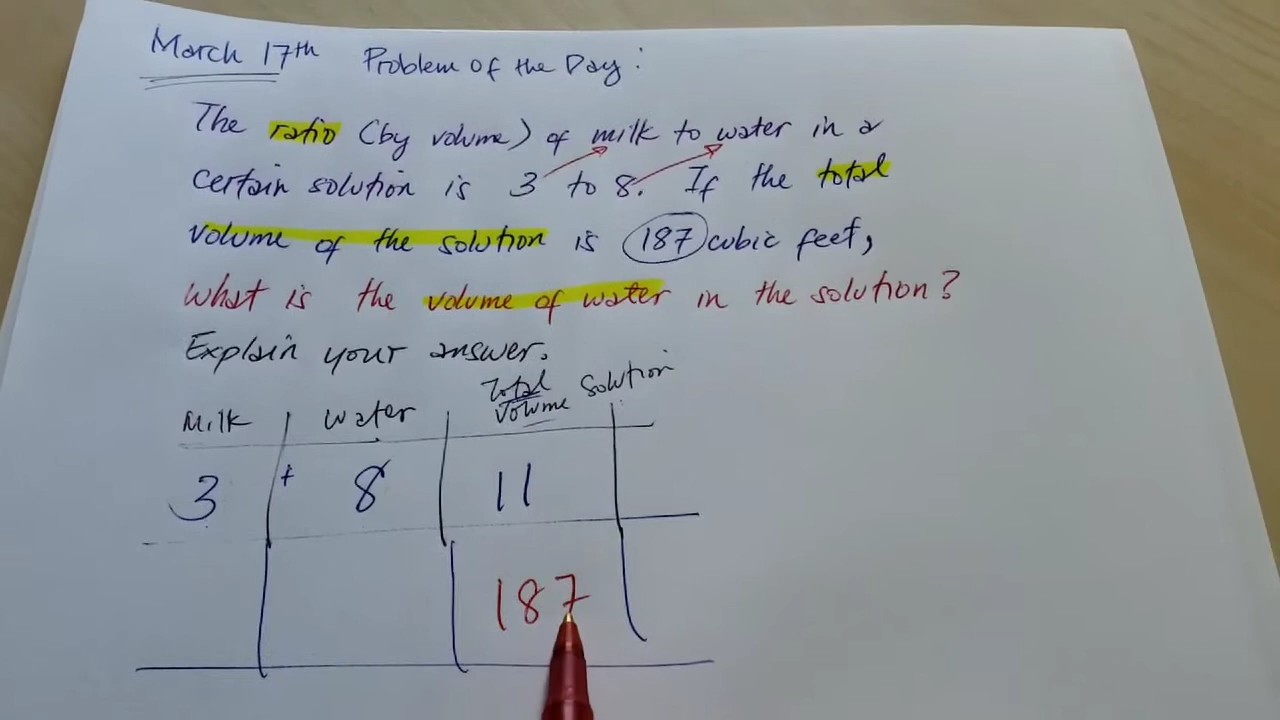 March 17th Problem of the Day:
The ratio (by volume) of milk to water in a
certain solution is 3 to 8. If the total
volume of the solution is 187 cubic feet,
what is the volume of water in the solution?
Explain your answer.
Milk Water Total Volume Solution
3 + 8 11
187